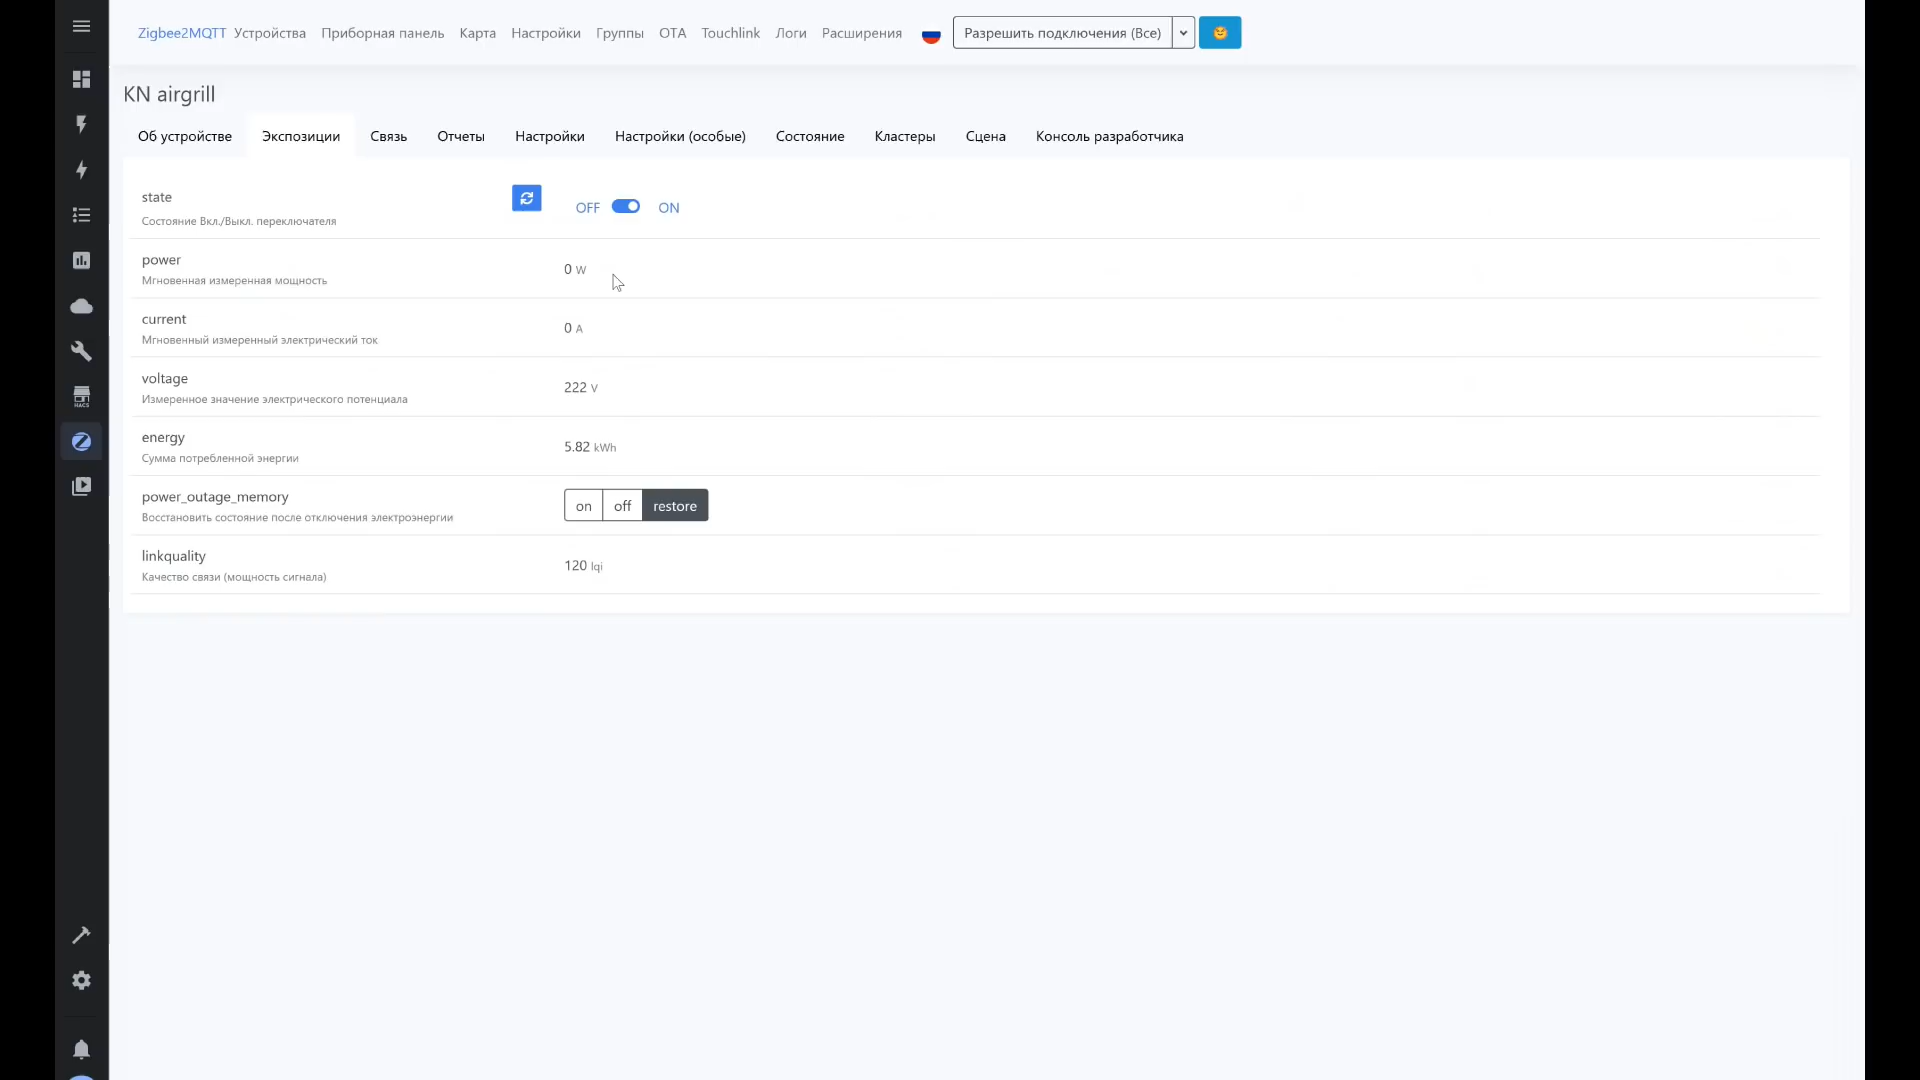 Zigbee2MQTT Устройства Приборная панель Карта Настройки Группы OTA Touchlink Логи Расширения Разрешить подключения (Все)
KN airgrill
Об устройстве Экспозиции Связь Отчеты Настройки Настройки (особые) Состояние Кластеры Сцена Консоль разработчика
state
OFF ON
Состояние Вкл./Выкл. переключателя
power
0 W
Мгновенная измеренная мощность
current
0 A
Мгновенный измеренный электрический ток
voltage
222 V
Измеренное значение электрического потенциала
energy
5.82 kWh
Сумма потребленной энергии
power_outage_memory
on off restore
Восстановить состояние после отключения электроэнергии
linkquality
120 lqi
Качество связи (мощность сигнала)
HACS